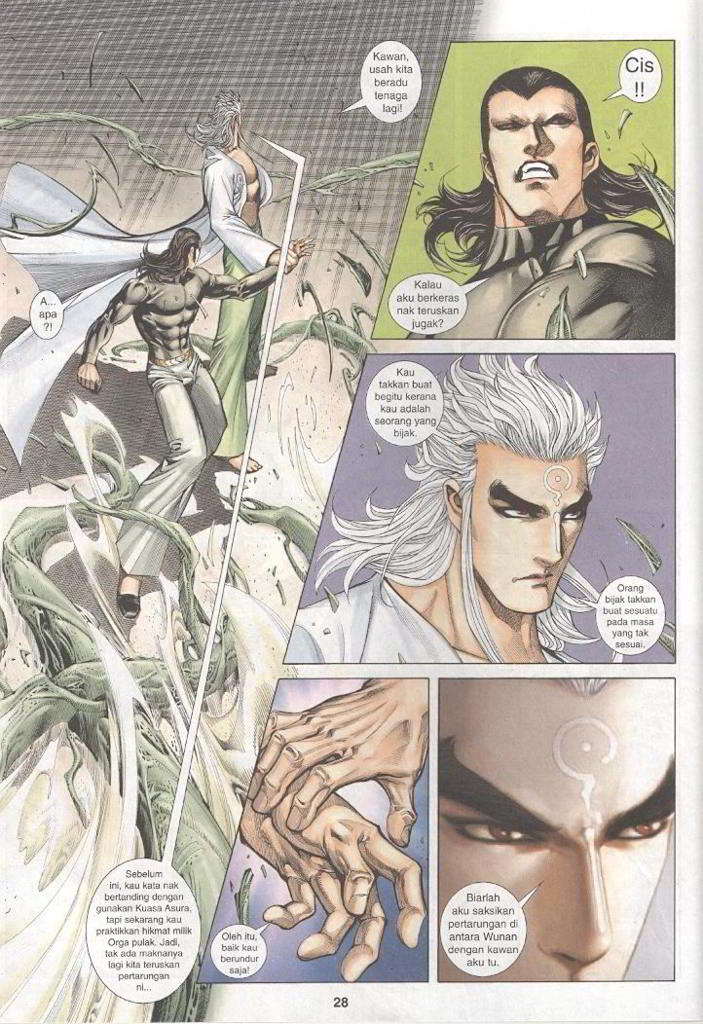 Kawan,
usah kita
beradu
tenaga
lagi!
A...
apa
?!
Sebelum
ini, kau kata nak
bertanding dengan
gunakan Kuasa Asura,
tapi sekarang kau
praktikkan hikmat milik
Orga pulak. Jadi,
tak ada maknanya
lagi kita teruskan
pertarungan
ni...
Cis
!!
Kalau
aku berkeras
nak teruskan
jugak?
Kau
takkan buat
begitu kerana
kau adalah
seorang yang
bijak.
Orang
bijak takkan
buat sesuatu
pada masa
yang tak
sesuai.
Oleh itu,
baik kau
berundur
saja!
Biarlah
aku saksikan
pertarungan di
antara Wunan
dengan kawan
aku tu.
28